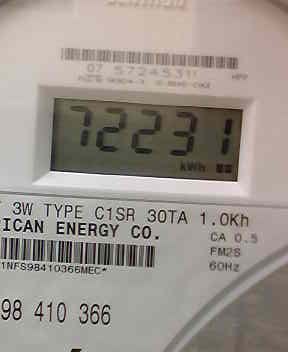 07 57245311
72231
kWh
3W TYPE C1SR 30TA 1.0Kh
ICAN ENERGY CO.
CA 0.5
FM2S
60Hz
1NFS98410366MEC*
98 410 366